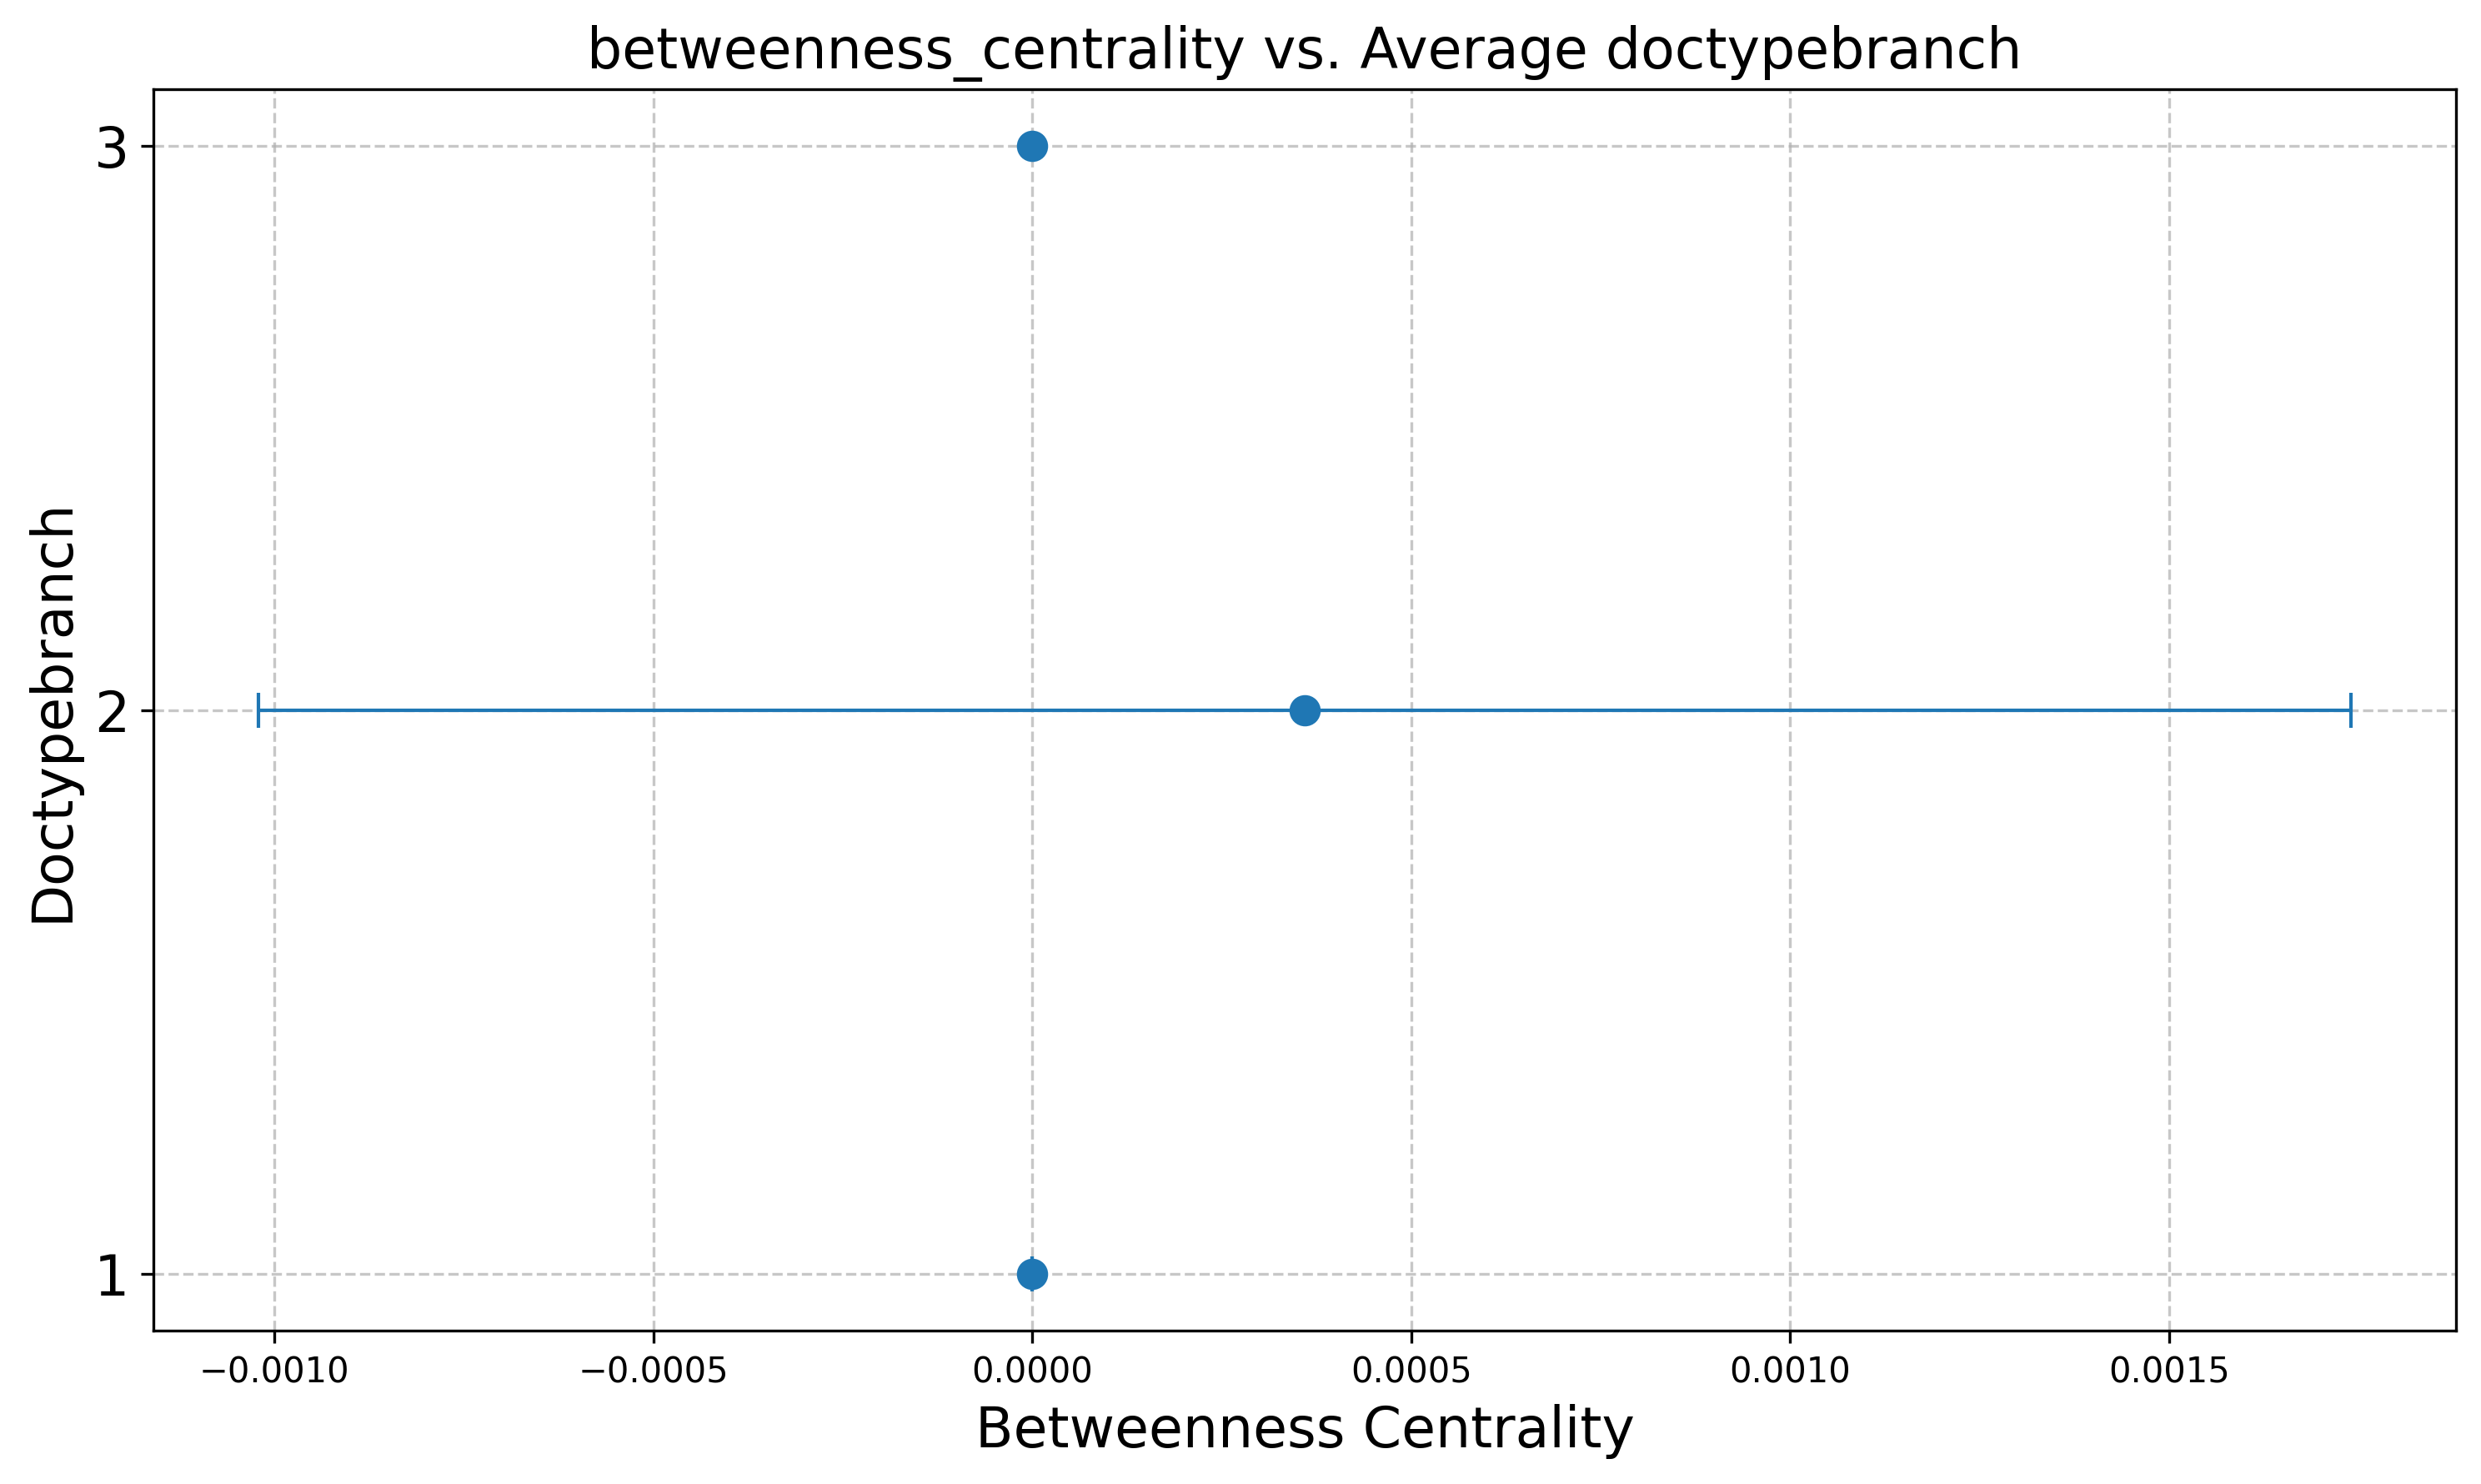 betweenness_centrality vs. Average doctypebranch
3
2
1
Doctypebranch
−0.0010 −0.0005 0.0000 0.0005 0.0010 0.0015
Betweenness Centrality